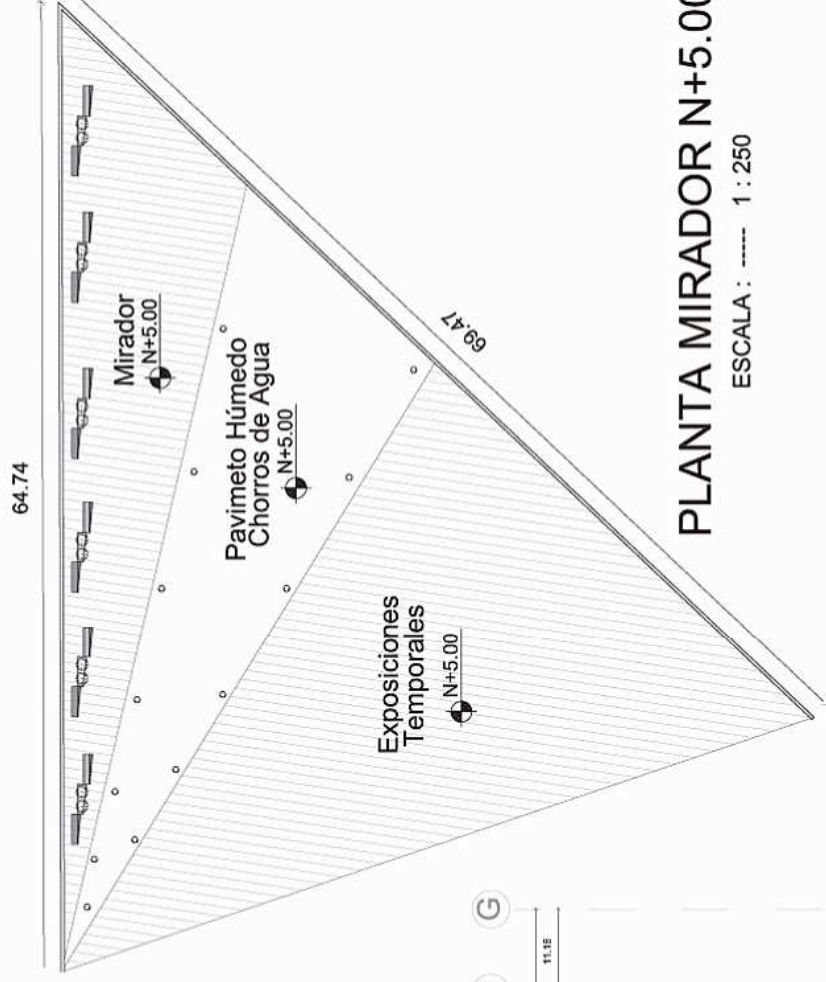 64.74
Mirador
N+5.00
Pavimeto Húmedo
Chorros de Agua
N+5.00
69.47
Exposiciones
Temporales
N+5.00
PLANTA MIRADOR N+5.00
ESCALA : ----- 1 : 250
G
11.18